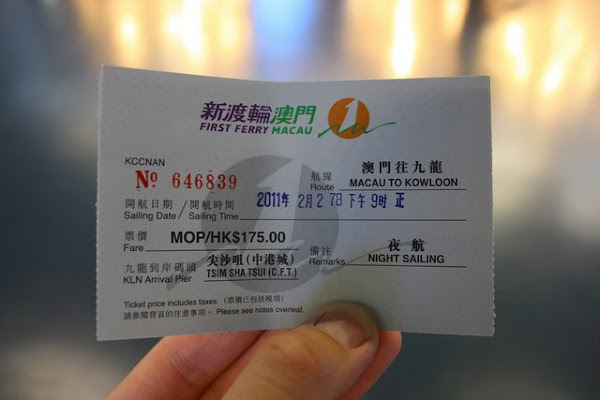 新渡輪澳門
FIRST FERRY MACAU
1
KCCNAN
№ 646839
航線 澳門往九龍
Route MACAU TO KOWLOON
開航日期 / 開航時間 2011年 2月27日 下午 9時 正
Sailing Date / Sailing Time
票價 MOP/HK$175.00
Fare
備註 夜航
Remarks NIGHT SAILING
九龍到岸碼頭 尖沙咀(中港城)
KLN Arrival Pier TSIM SHA TSUI (C.F.T.)
Ticket price includes taxes (票價已包括稅項)
請參閱背頁的注意事項 - Please see notes overleaf.